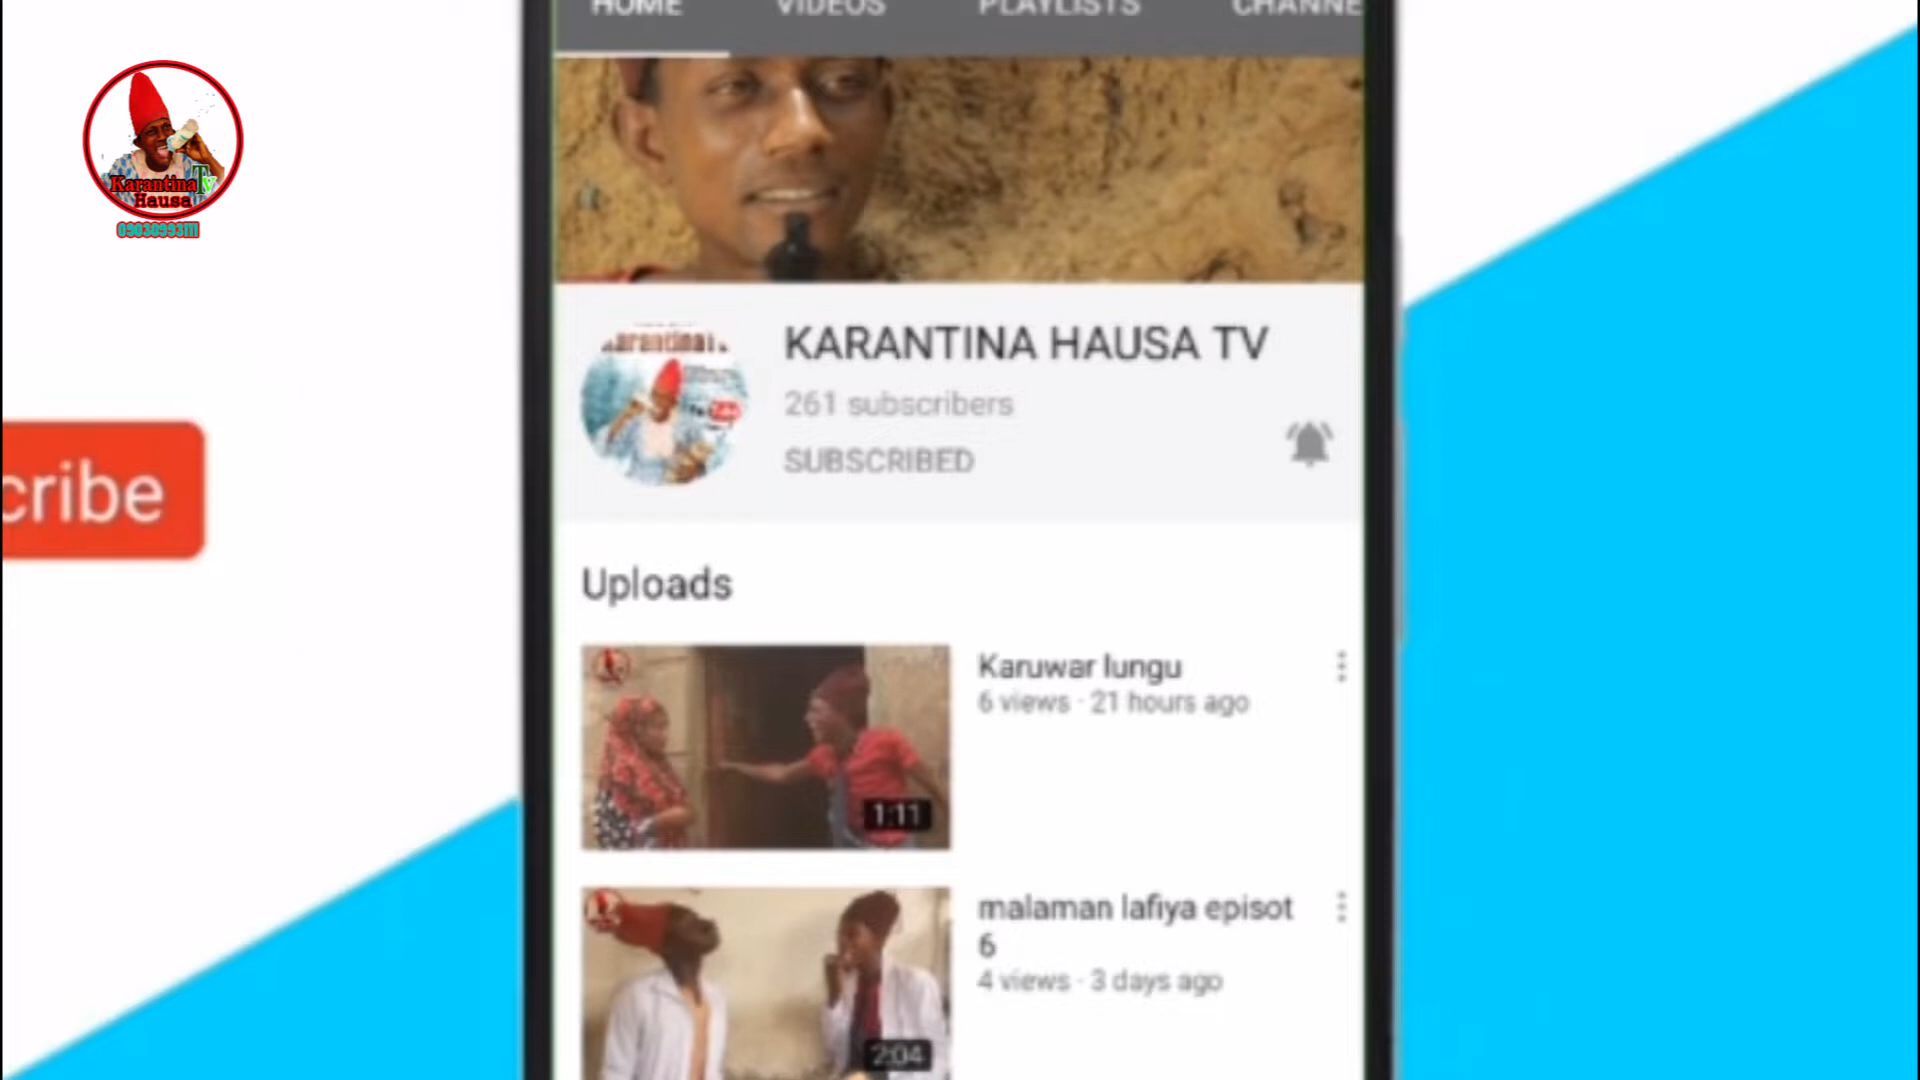 HOME VIDEOS PLAYLISTS CHANNE
Karantina Tv
Hausa
KARANTINA HAUSA TV
261 subscribers
SUBSCRIBED
cribe
Uploads
Karuwar lungu
6 views · 21 hours ago
1:11
malaman lafiya episot
6
4 views · 3 days ago
2:04